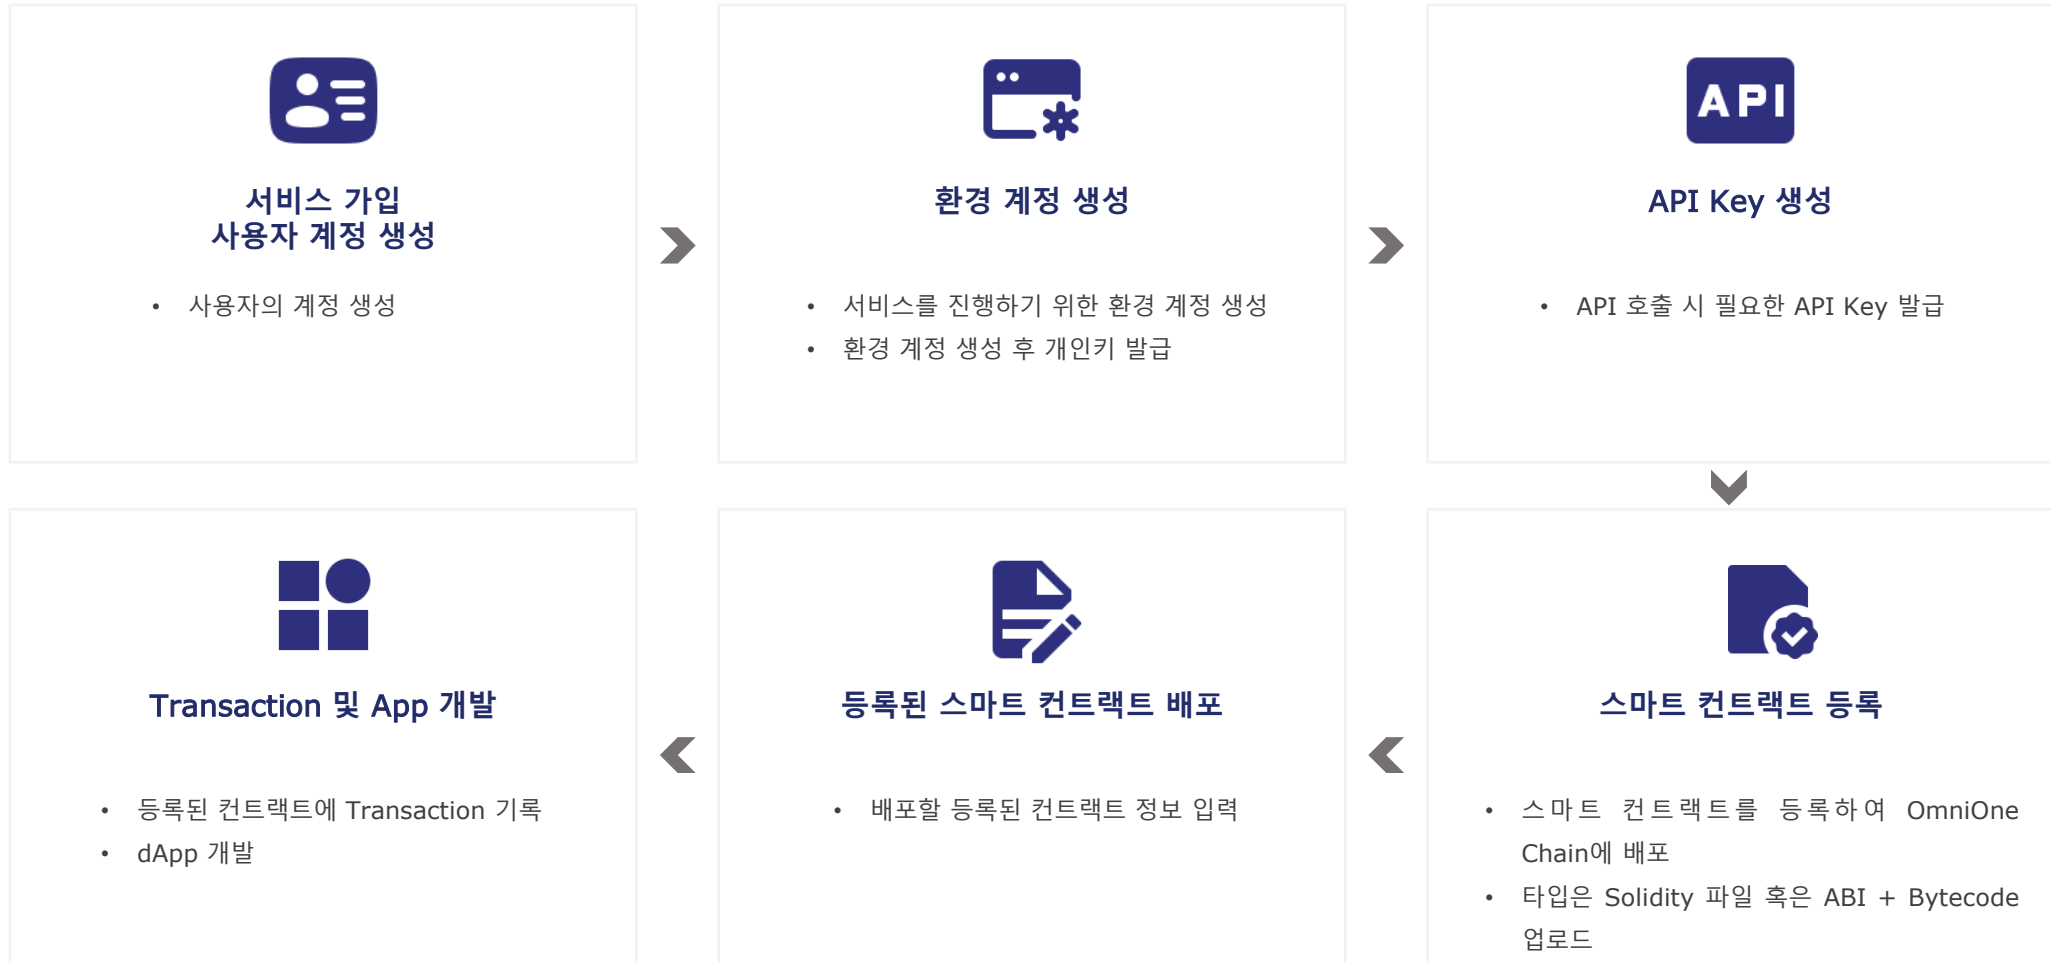 서비스 가입
사용자 계정 생성
• 사용자의 계정 생성
환경 계정 생성
• 서비스를 진행하기 위한 환경 계정 생성
• 환경 계정 생성 후 개인키 발급
API
API Key 생성
• API 호출 시 필요한 API Key 발급
스마트 컨트랙트 등록
• 스마트 컨트랙트를 등록하여 OmniOne
Chain에 배포
• 타입은 Solidity 파일 혹은 ABI + Bytecode
업로드
등록된 스마트 컨트랙트 배포
• 배포할 등록된 컨트랙트 정보 입력
Transaction 및 App 개발
• 등록된 컨트랙트에 Transaction 기록
• dApp 개발